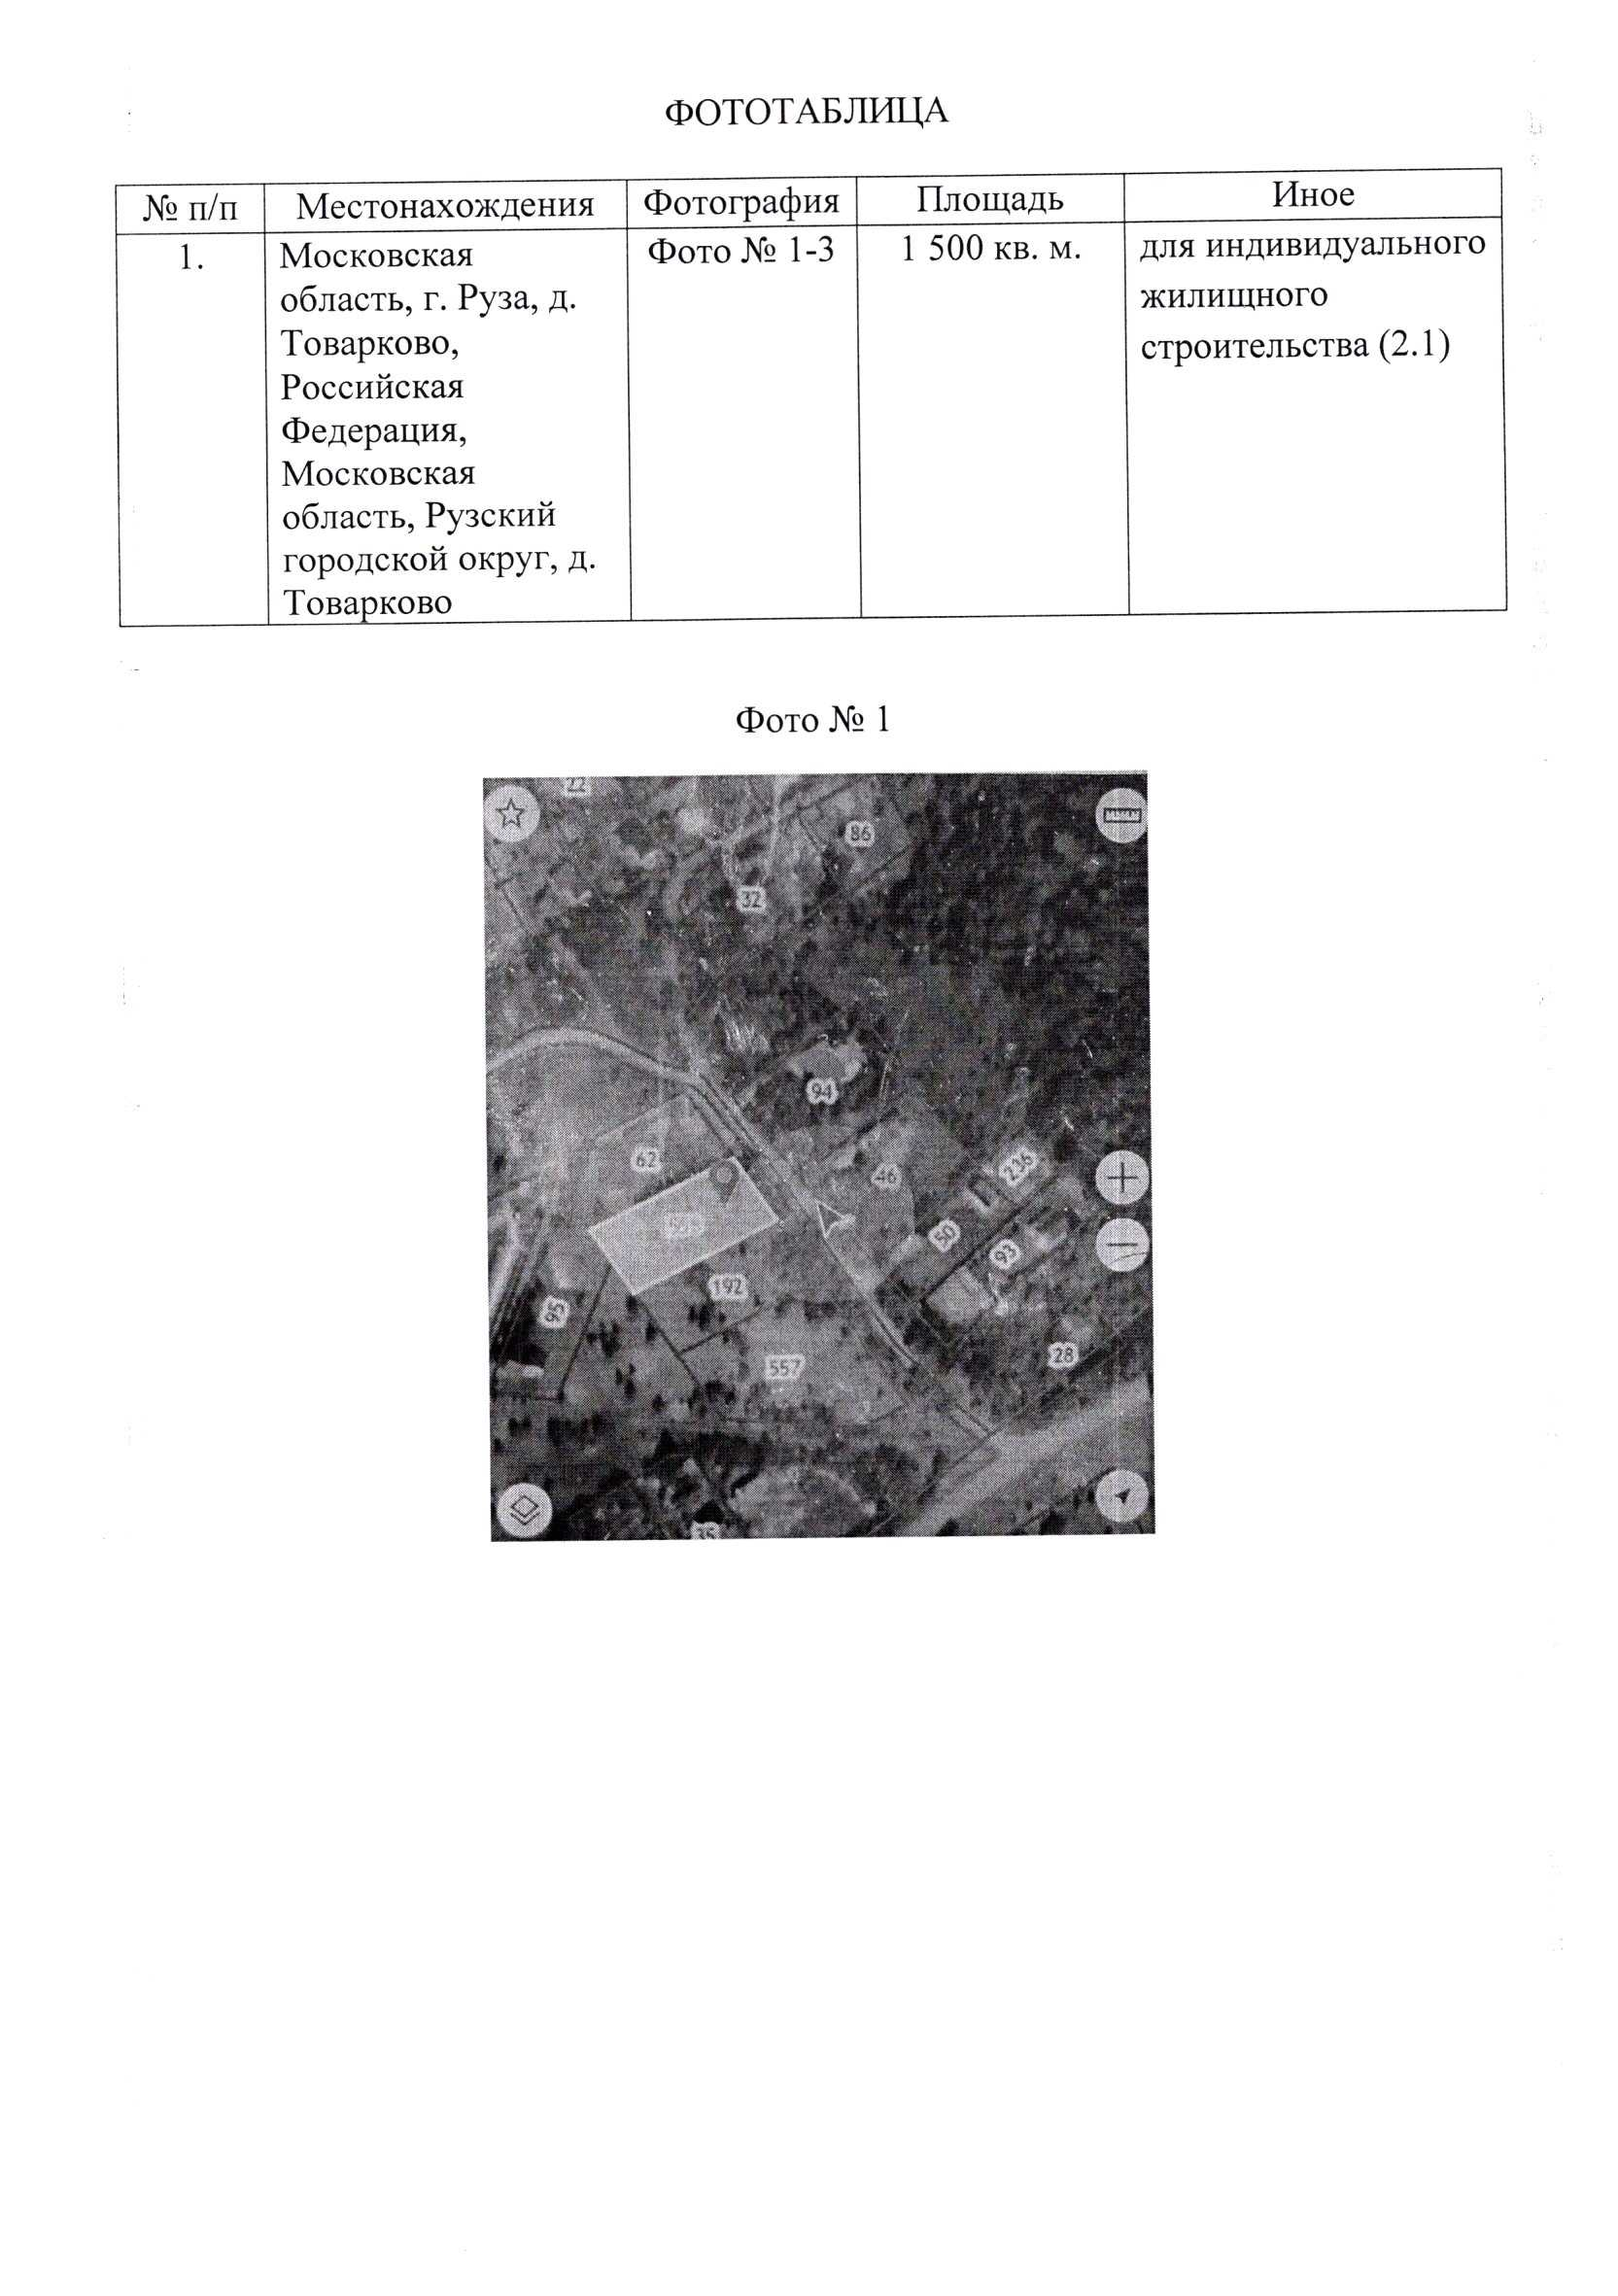 ФОТОТАБЛИЦА
№ п/п Местонахождения Фотография Площадь Иное
1.
Московская
область, г. Руза, д.
Товарково,
Российская
Федерация,
Московская
область, Рузский
городской округ, д.
Товарково
Фото № 1-3
1 500 кв. м.
для индивидуального
жилищного
строительства (2.1)
Фото № 1
22
86
32
94
62
46
236
50
93
192
95
557
28
35